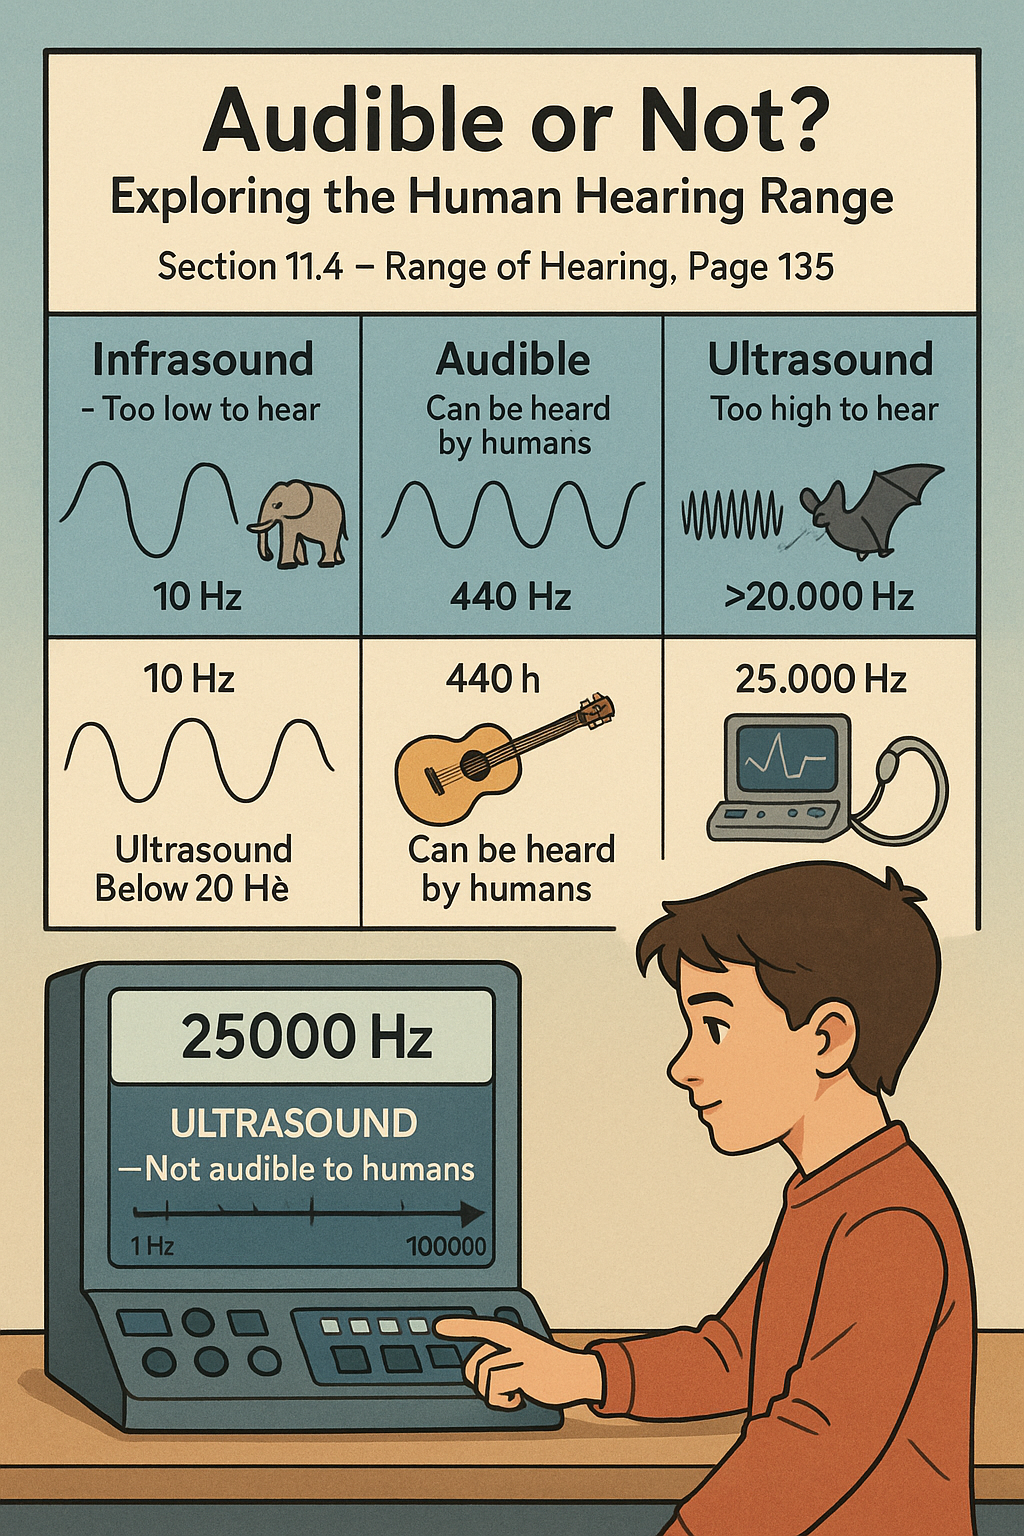 Audible or Not?
Exploring the Human Hearing Range
Section 11.4 – Range of Hearing, Page 135
Infrasound
- Too low to hear
10 Hz
Audible
Can be heard
by humans
440 Hz
Ultrasound
Too high to hear
>20.000 Hz
10 Hz
Ultrasound
Below 20 Hè
440 h
Can be heard
by humans
25.000 Hz
25000 Hz
ULTRASOUND
—Not audible to humans
1 Hz
100000